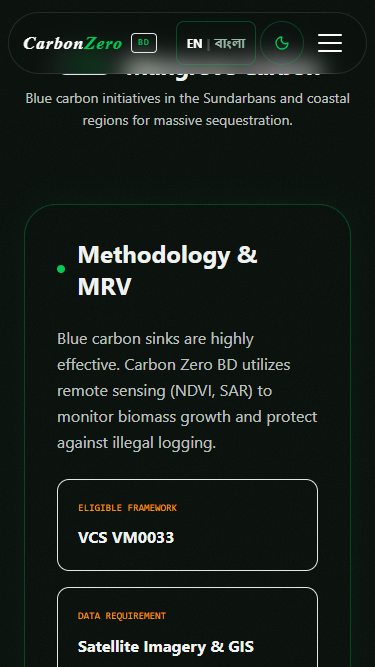 CarbonZero BD EN | বাংলা
Mangrove Carbon
Blue carbon initiatives in the Sundarbans and coastal
regions for massive sequestration.
Methodology &
MRV
Blue carbon sinks are highly
effective. Carbon Zero BD utilizes
remote sensing (NDVI, SAR) to
monitor biomass growth and protect
against illegal logging.
ELIGIBLE FRAMEWORK
VCS VM0033
DATA REQUIREMENT
Satellite Imagery & GIS